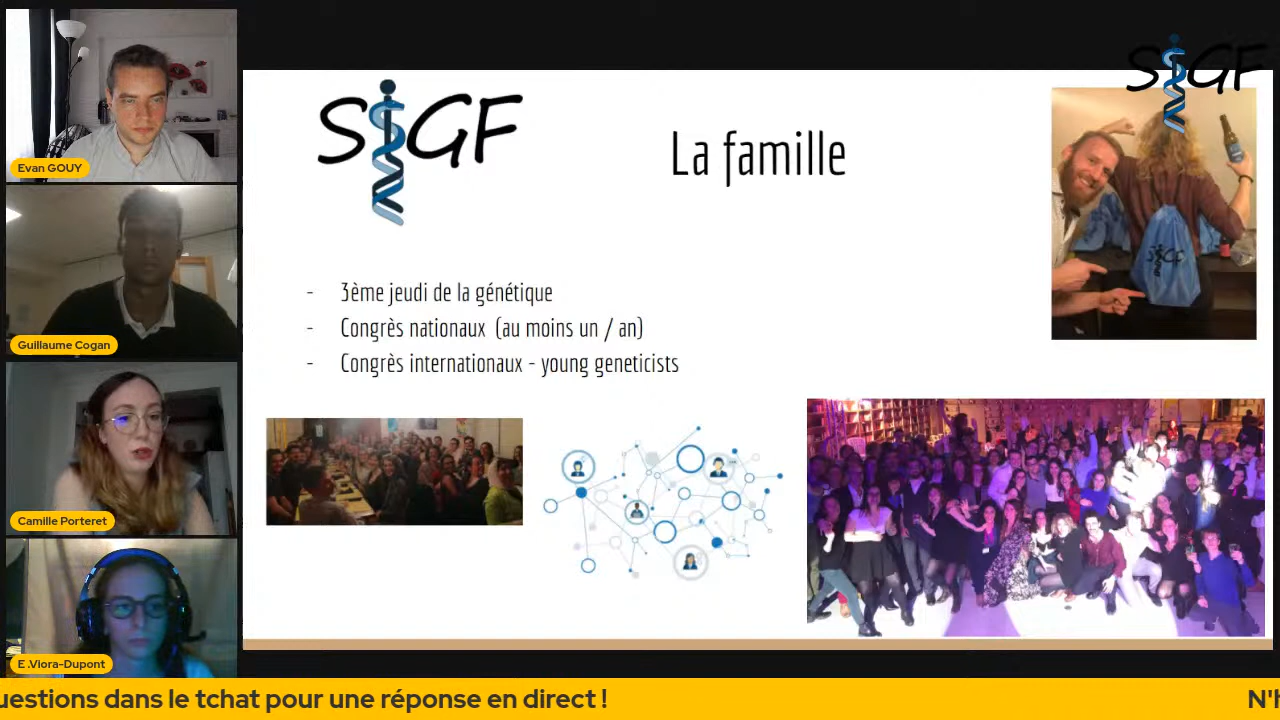 Evan GOUY
Guillaume Cogan
Camille Porteret
E .Viora-Dupont
SIGF
La famille
SIGF
SIGF
- 3ème jeudi de la génétique
- Congrès nationaux (au moins un / an)
- Congrès internationaux - young geneticists
uestions dans le tchat pour une réponse en direct !
N'h